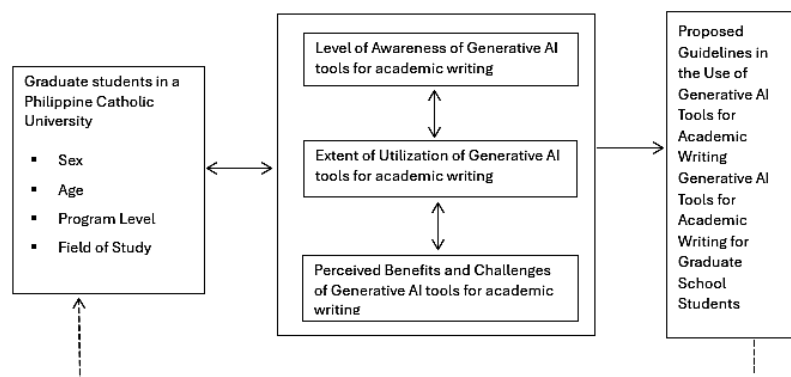 Graduate students in a
Philippine Catholic
University
▪ Sex
▪ Age
▪ Program Level
▪ Field of Study
Level of Awareness of Generative AI
tools for academic writing
Extent of Utilization of Generative AI
tools for academic writing
Perceived Benefits and Challenges
of Generative AI tools for academic
writing
Proposed
Guidelines in
the Use of
Generative AI
Tools for
Academic
Writing
Generative AI
Tools for
Academic
Writing for
Graduate
School
Students